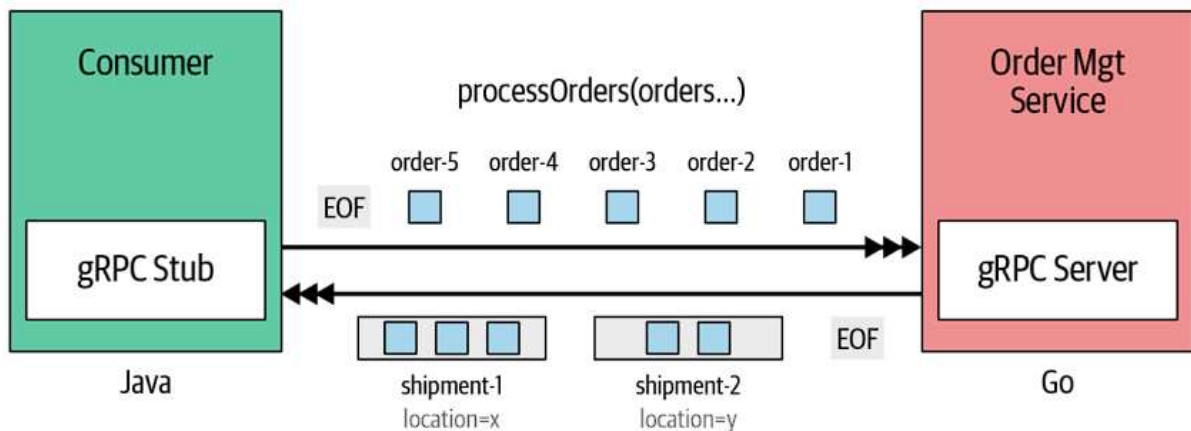 Consumer
Order Mgt
Service
processOrders(orders...)
order-5 order-4 order-3 order-2 order-1
EOF
gRPC Stub
gRPC Server
EOF
shipment-1 shipment-2
location=x location=y
Java
Go